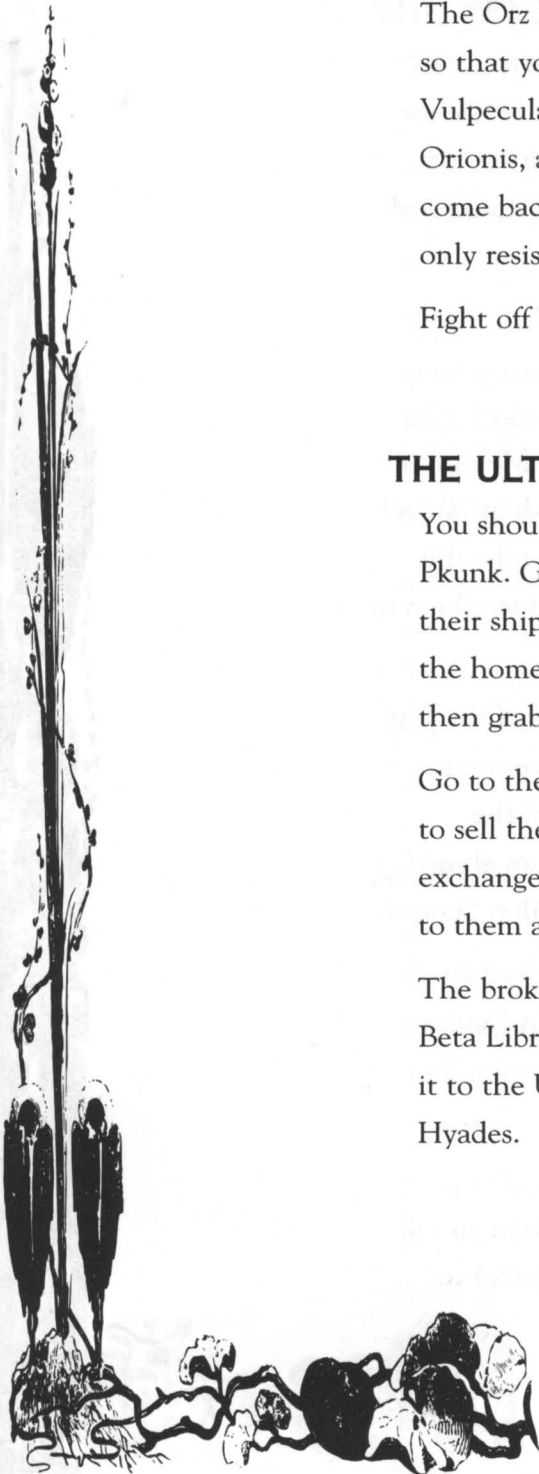 The Orz
so that yo
Vulpecula
Orionis, a
come bac
only resis
Fight off
THE ULT
You shou
Pkunk. G
their ship
the home
then grab
Go to the
to sell the
exchange
to them a
The brok
Beta Libr
it to the U
Hyades.